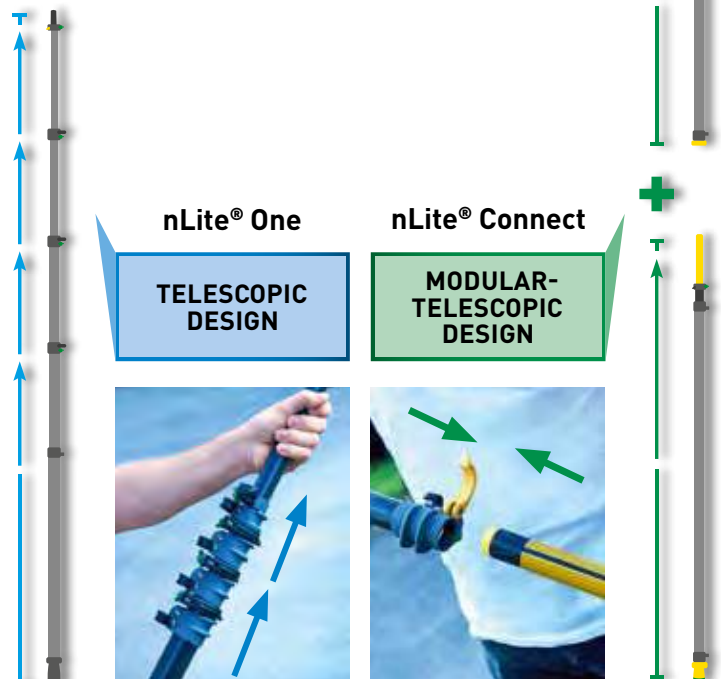 nLite® One
TELESCOPIC
DESIGN
nLite® Connect
MODULAR-
TELESCOPIC
DESIGN